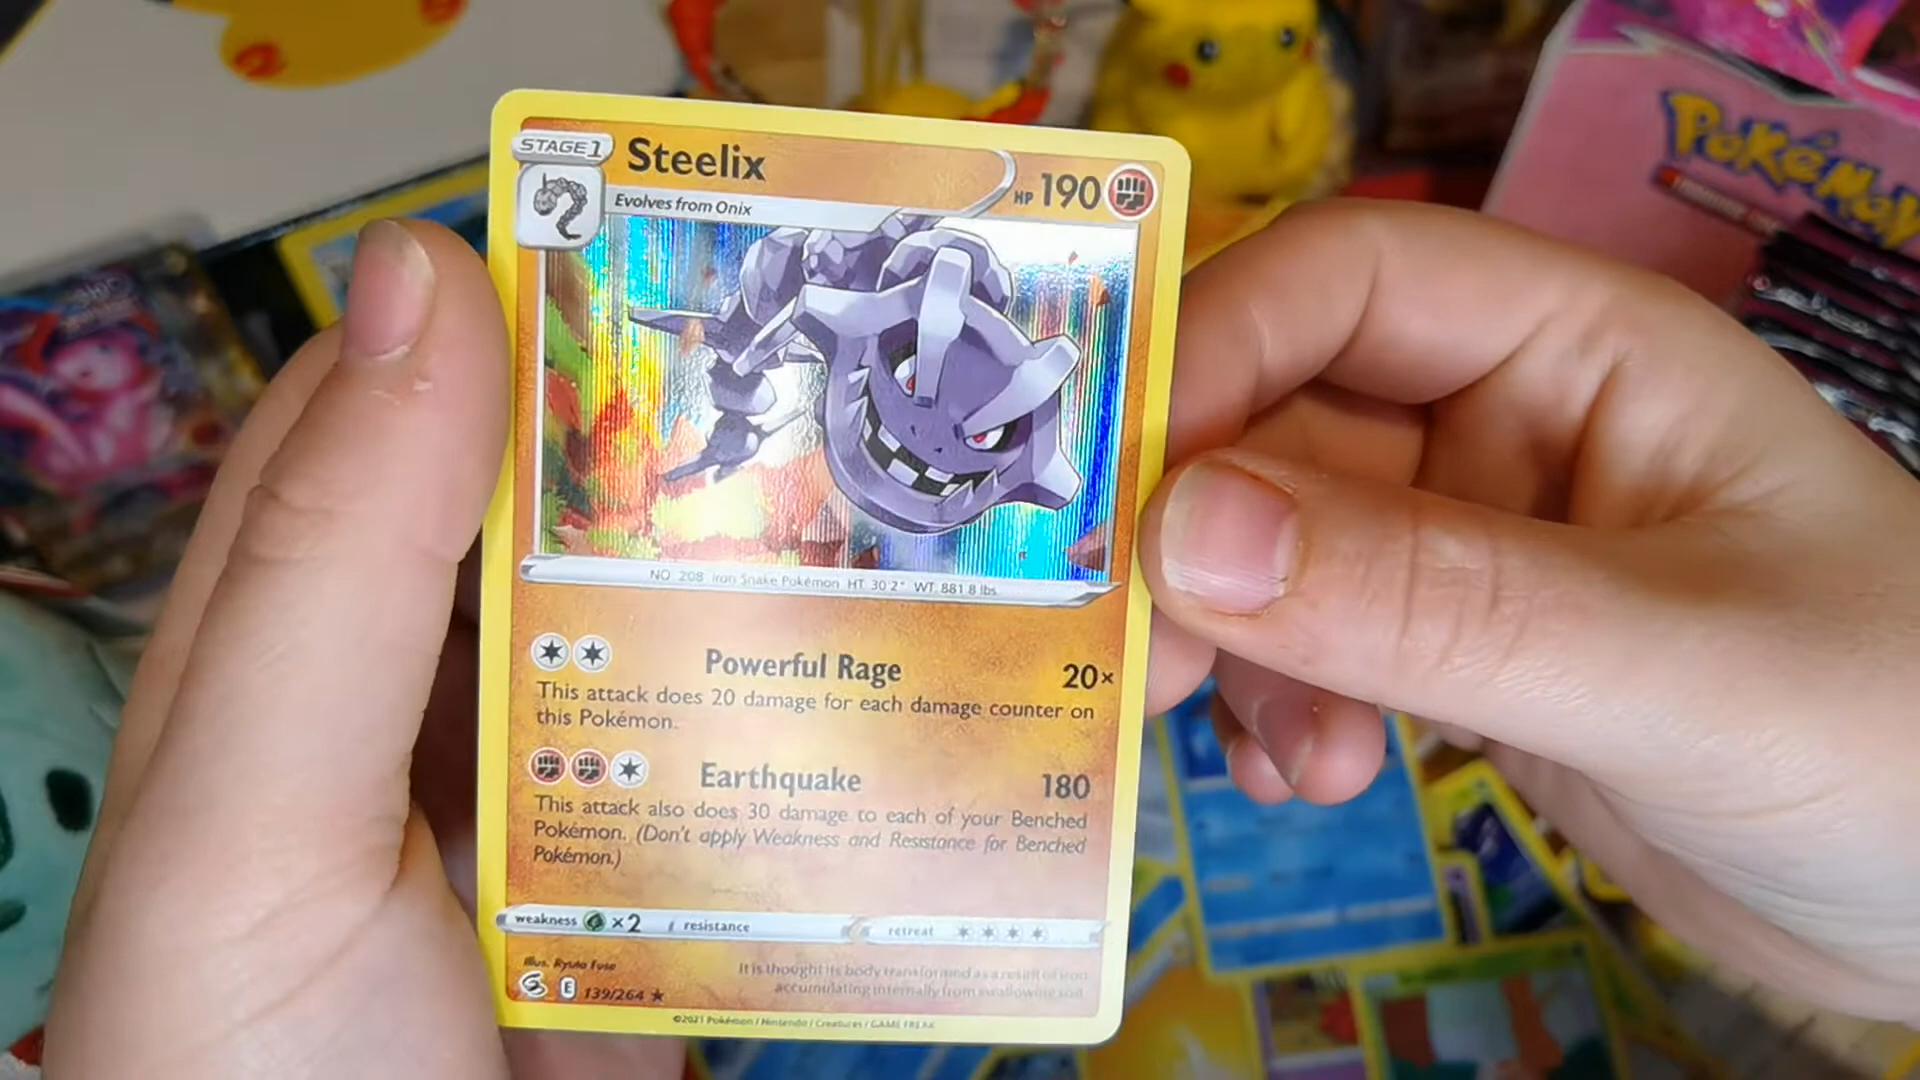 STAGE 1
Steelix
HP 190
Evolves from Onix
Pokémon
NO. 208 Iron Snake Pokémon HT: 30'2" WT: 881.8 lbs.
Powerful Rage 20×
This attack does 20 damage for each damage counter on
this Pokémon.
Earthquake 180
This attack also does 30 damage to each of your Benched
Pokémon. (Don't apply Weakness and Resistance for Benched
Pokémon.)
weakness ×2 resistance retreat
Illus. Ryuta Fuse
E 139/264 ★
It is thought its body transformed as a result of iron
accumulating internally from swallowing soil.
©2021 Pokémon / Nintendo / Creatures / GAME FREAK